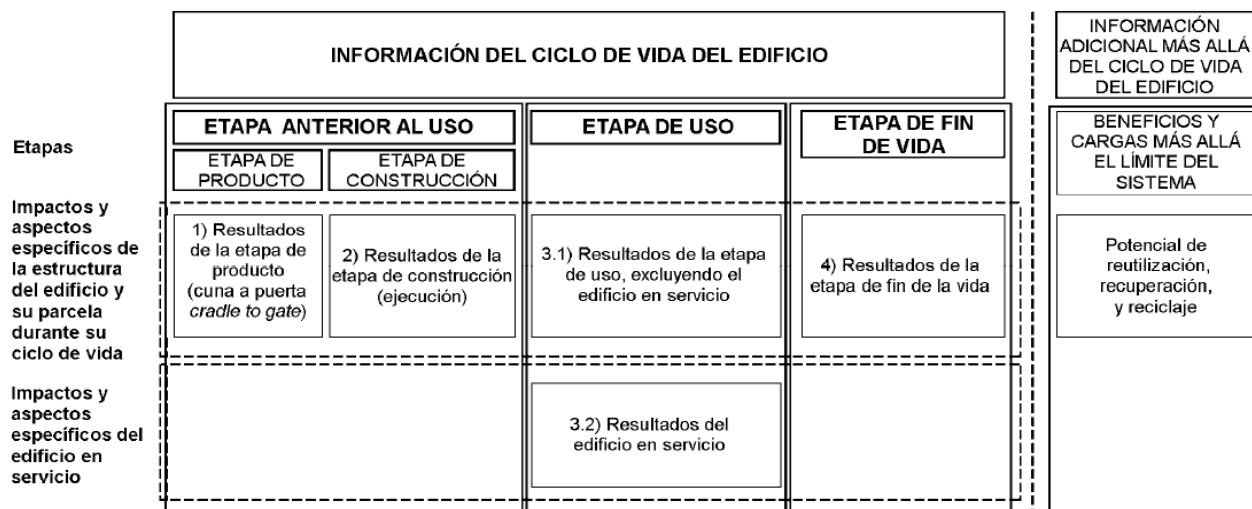 INFORMACIÓN DEL CICLO DE VIDA DEL EDIFICIO
INFORMACIÓN
ADICIONAL MÁS ALLÁ
DEL CICLO DE VIDA
DEL EDIFICIO
Etapas
ETAPA ANTERIOR AL USO
ETAPA DE
PRODUCTO
ETAPA DE
CONSTRUCCIÓN
ETAPA DE USO
ETAPA DE FIN
DE VIDA
BENEFICIOS Y
CARGAS MÁS ALLÁ
EL LÍMITE DEL
SISTEMA
Impactos y
aspectos
específicos de
la estructura
del edificio y
su parcela
durante su
ciclo de vida
1) Resultados
de la etapa de
producto
(cuna a puerta
cradle to gate)
2) Resultados de la
etapa de construcción
(ejecución)
3.1) Resultados de la etapa
de uso, excluyendo el
edificio en servicio
4) Resultados de la
etapa de fin de la vida
Potencial de
reutilización,
recuperación,
y reciclaje
Impactos y
aspectos
específicos del
edificio en
servicio
3.2) Resultados del
edificio en servicio